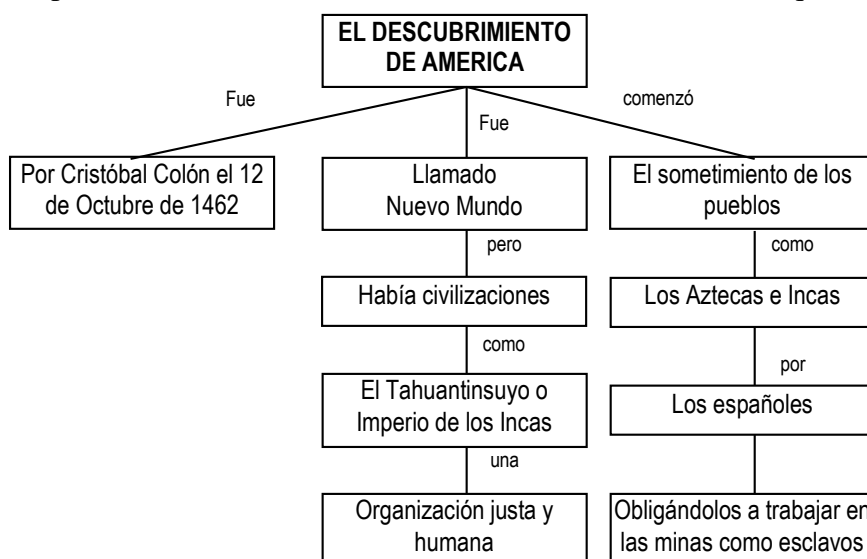 EL DESCUBRIMIENTO
DE AMERICA
Fue
Fue
comenzó
Por Cristóbal Colón el 12
de Octubre de 1462
Llamado
Nuevo Mundo
El sometimiento de los
pueblos
pero
como
Había civilizaciones
Los Aztecas e Incas
como
por
El Tahuantinsuyo o
Imperio de los Incas
Los españoles
una
Organización justa y
humana
Obligándolos a trabajar en
las minas como esclavos